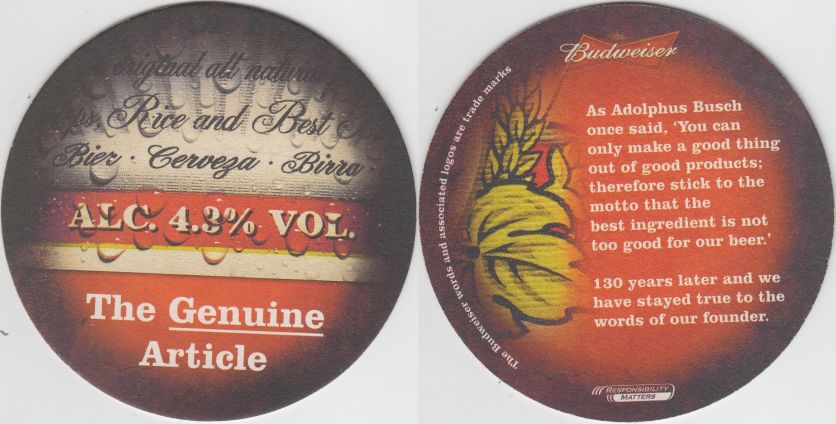 original all natural
Rice and Best
Bier · Cerveza · Birra
ALC. 4.3% VOL.
The Genuine
Article
Budweiser
The Budweiser words and associated logos are trade marks
As Adolphus Busch
once said, ‘You can
only make a good thing
out of good products;
therefore stick to the
motto that the
best ingredient is not
too good for our beer.’
130 years later and we
have stayed true to the
words of our founder.
RESPONSIBILITY
MATTERS